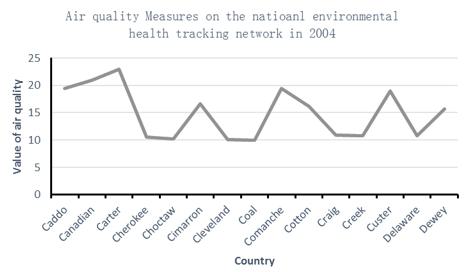 Air quality Measures on the natioanl environmental
health tracking network in 2004
Value of air quality
25
20
15
10
5
0
Caddo
Canadian
Carter
Cherokee
Choctaw
Cimarron
Cleveland
Coal
Comanche
Cotton
Craig
Creek
Custer
Delaware
Dewey
Country